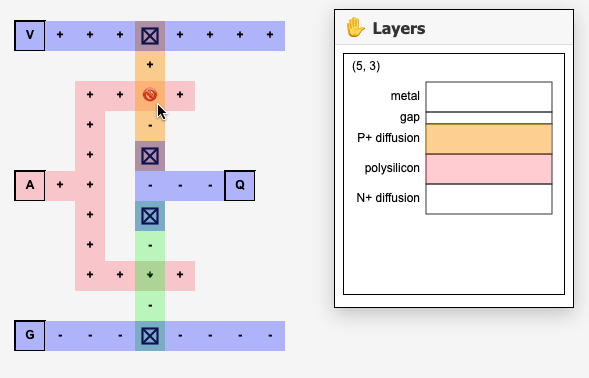 V + + + + + + +
+
+ + +
+ -
+
A + + - - - Q
+
+ -
+ + +
-
G - - - - - - -
Layers
(5, 3)
metal
gap
P+ diffusion
polysilicon
N+ diffusion